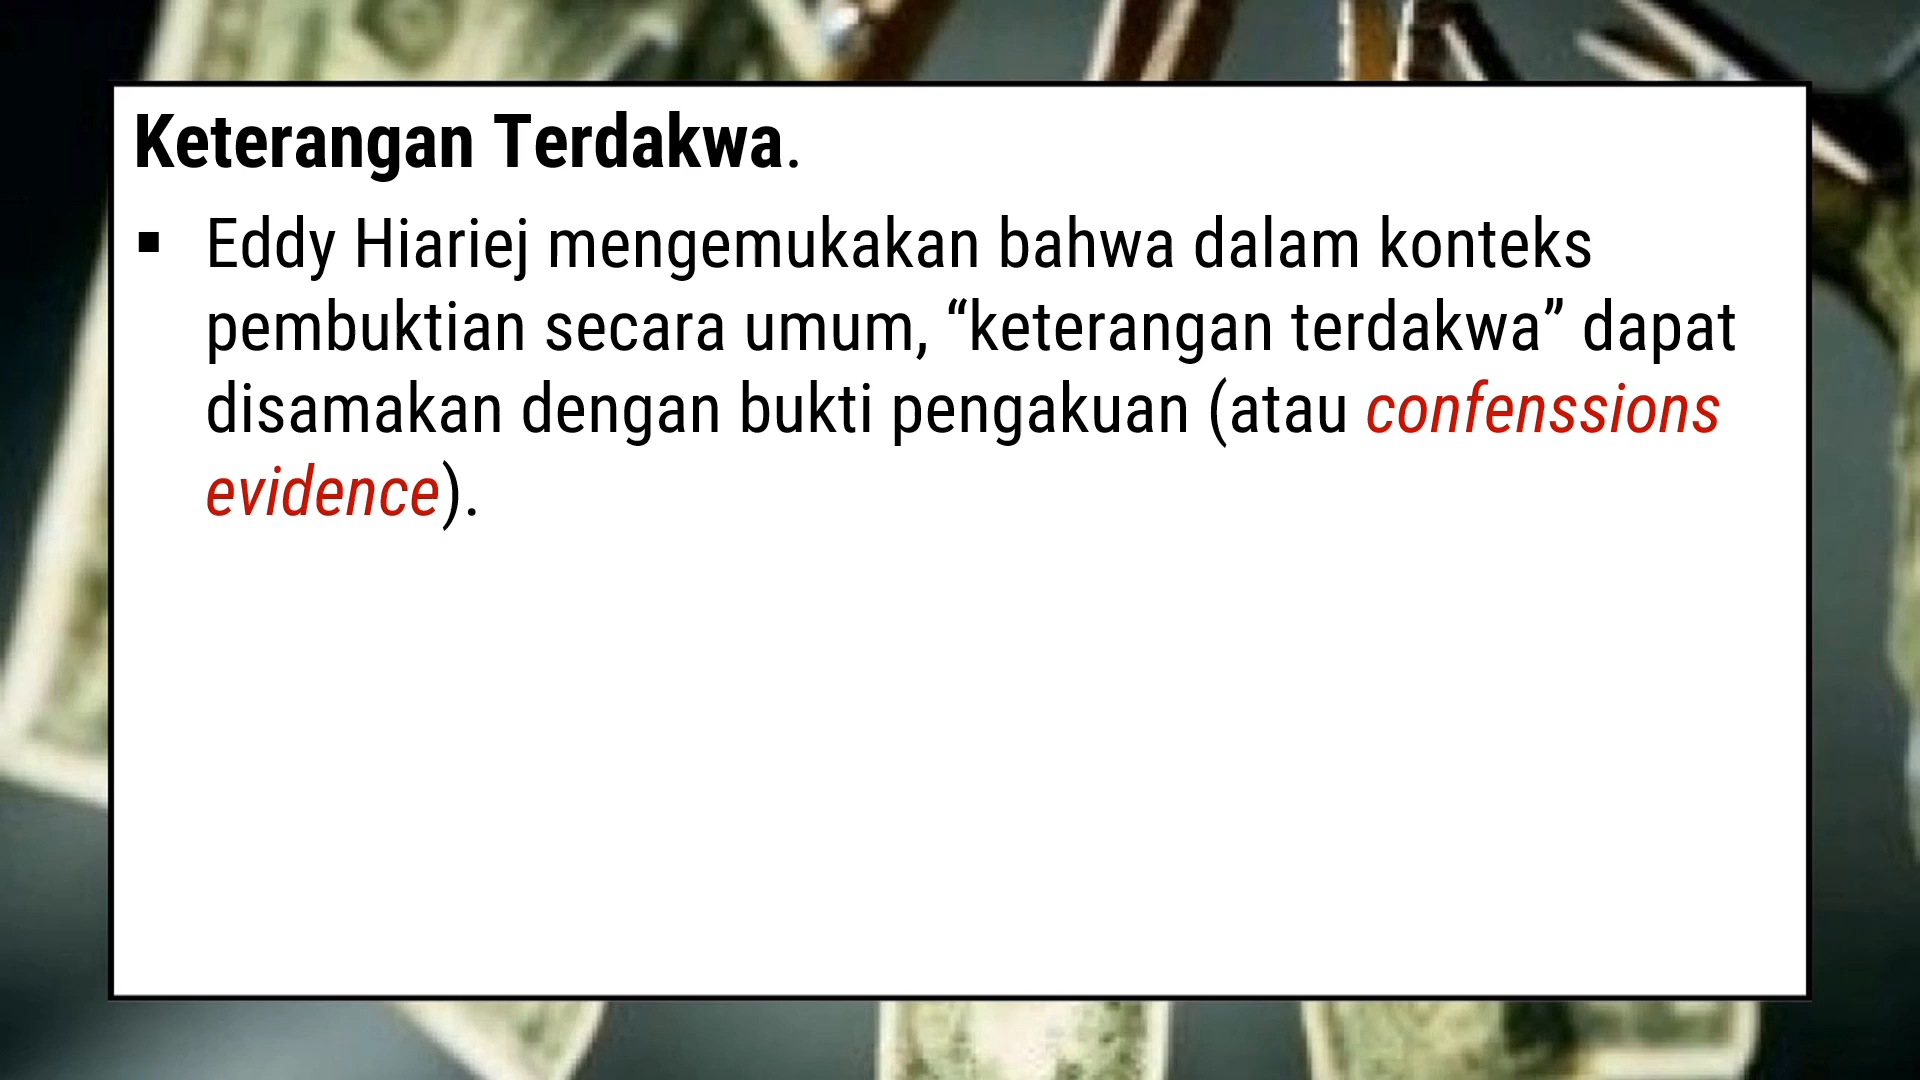 Keterangan Terdakwa.
▪ Eddy Hiariej mengemukakan bahwa dalam konteks
pembuktian secara umum, “keterangan terdakwa” dapat
disamakan dengan bukti pengakuan (atau confenssions
evidence).